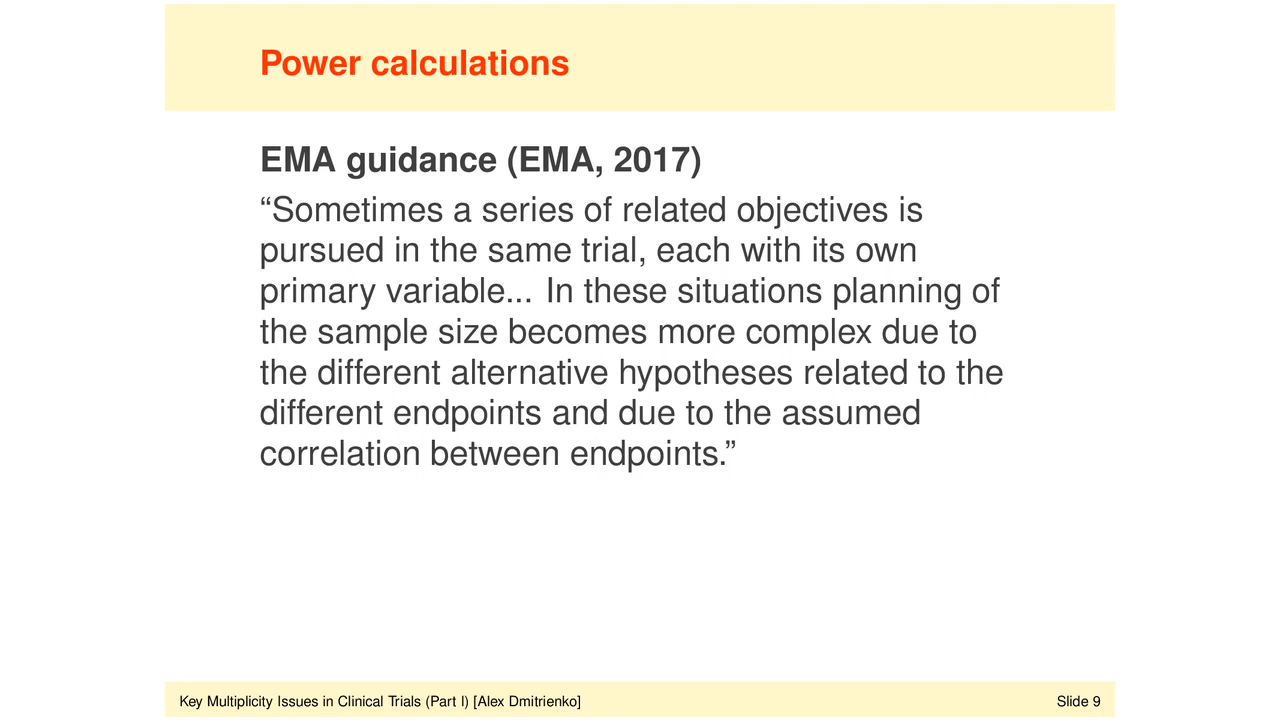 Power calculations
EMA guidance (EMA, 2017)
“Sometimes a series of related objectives is
pursued in the same trial, each with its own
primary variable... In these situations planning of
the sample size becomes more complex due to
the different alternative hypotheses related to the
different endpoints and due to the assumed
correlation between endpoints.”
Key Multiplicity Issues in Clinical Trials (Part I) [Alex Dmitrienko]
Slide 9